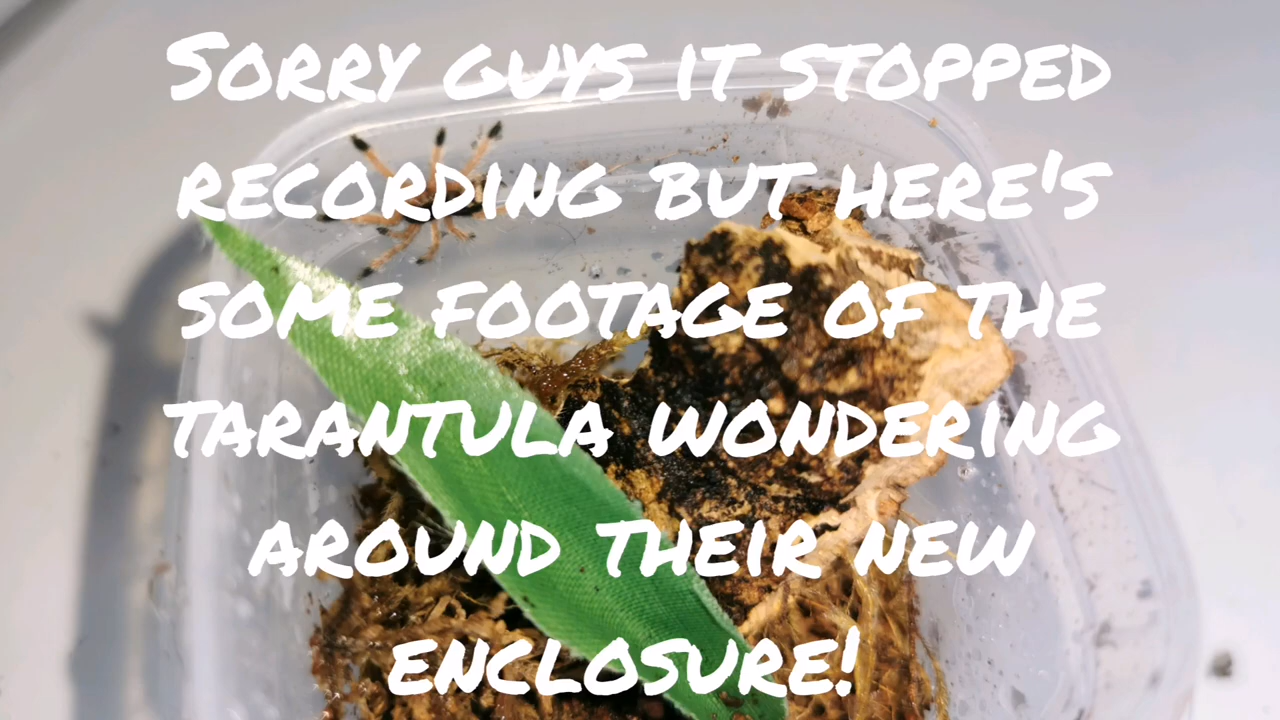 Sorry guys it stopped
recording but here's
some footage of the
tarantula wondering
around their new
enclosure!